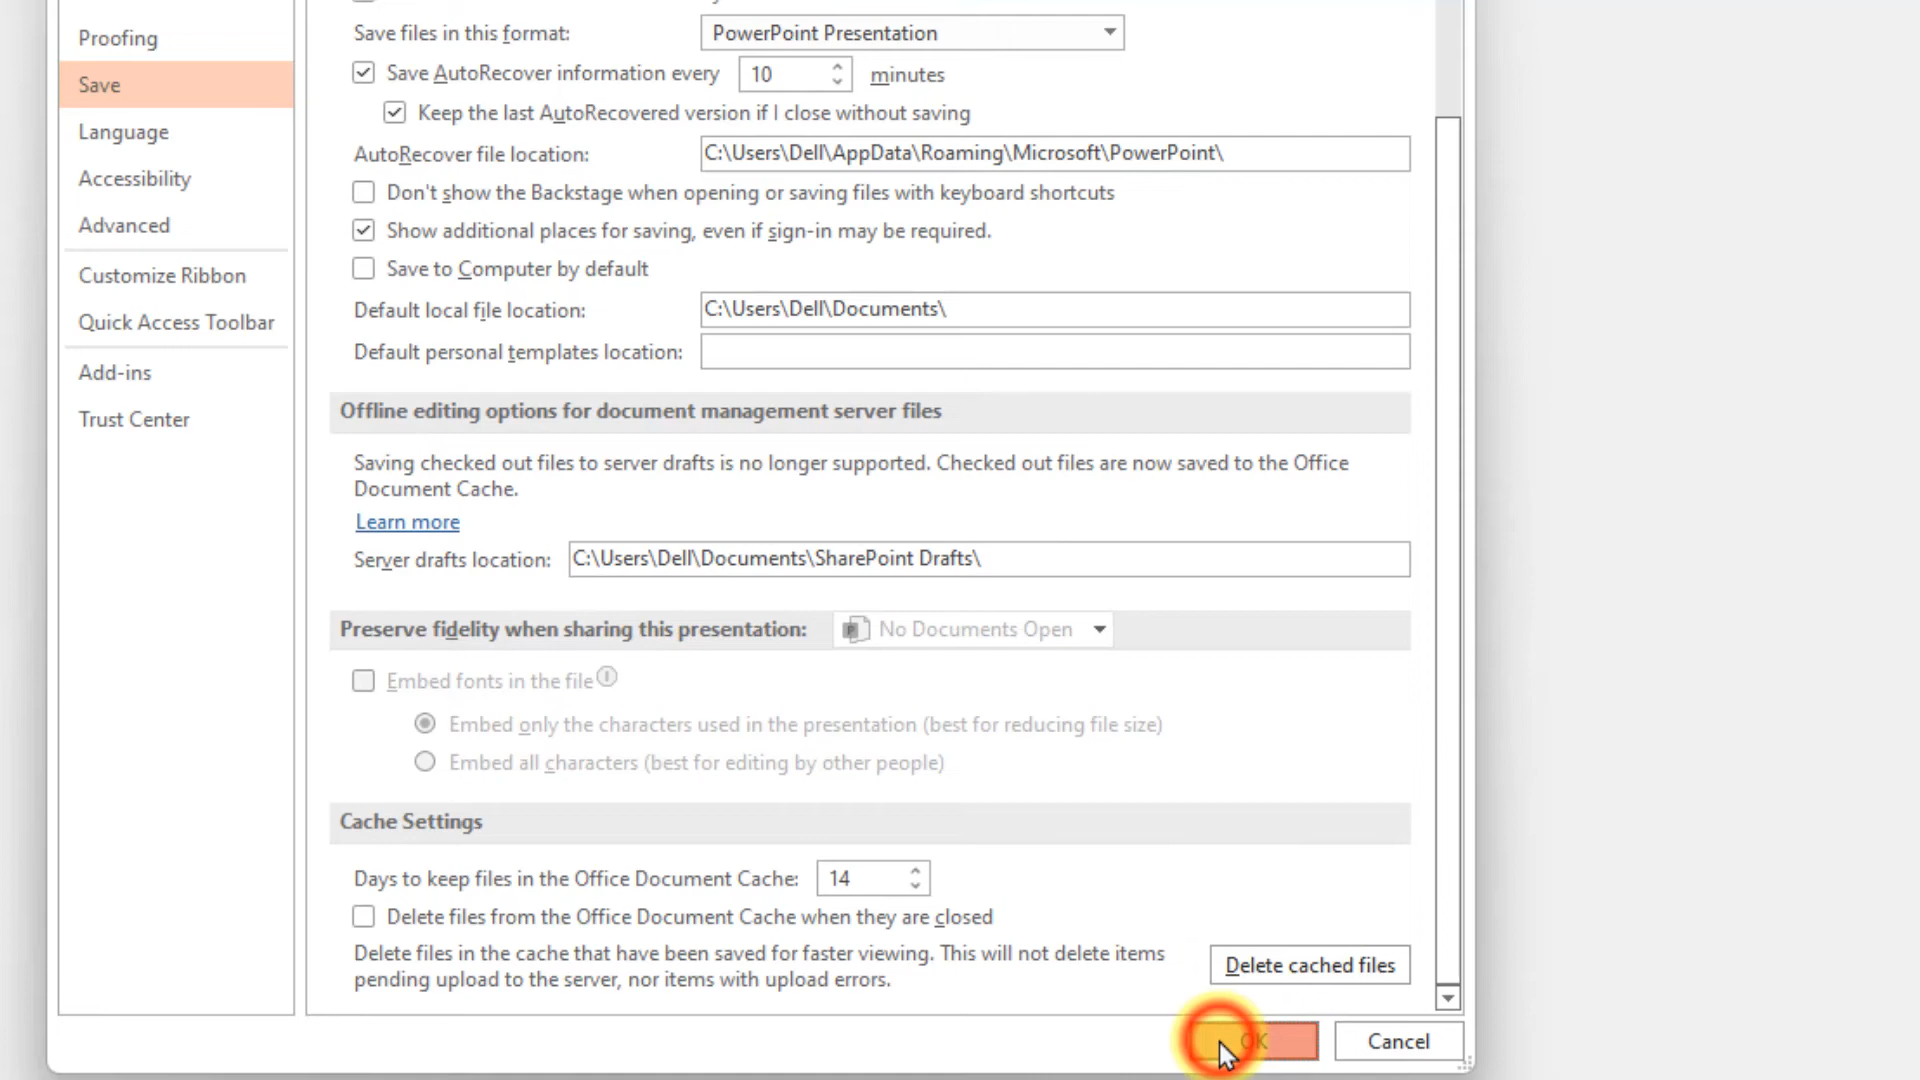 Proofing
Save
Language
Accessibility
Advanced
Customize Ribbon
Quick Access Toolbar
Add-ins
Trust Center
Save files in this format: PowerPoint Presentation
Save AutoRecover information every 10 minutes
Keep the last AutoRecovered version if I close without saving
AutoRecover file location: C:\Users\Dell\AppData\Roaming\Microsoft\PowerPoint\
Don't show the Backstage when opening or saving files with keyboard shortcuts
Show additional places for saving, even if sign-in may be required.
Save to Computer by default
Default local file location: C:\Users\Dell\Documents\
Default personal templates location:
Offline editing options for document management server files
Saving checked out files to server drafts is no longer supported. Checked out files are now saved to the Office
Document Cache.
Learn more
Server drafts location: C:\Users\Dell\Documents\SharePoint Drafts\
Preserve fidelity when sharing this presentation: No Documents Open
Embed fonts in the file
Embed only the characters used in the presentation (best for reducing file size)
Embed all characters (best for editing by other people)
Cache Settings
Days to keep files in the Office Document Cache: 14
Delete files from the Office Document Cache when they are closed
Delete files in the cache that have been saved for faster viewing. This will not delete items
pending upload to the server, nor items with upload errors.
Delete cached files
OK Cancel